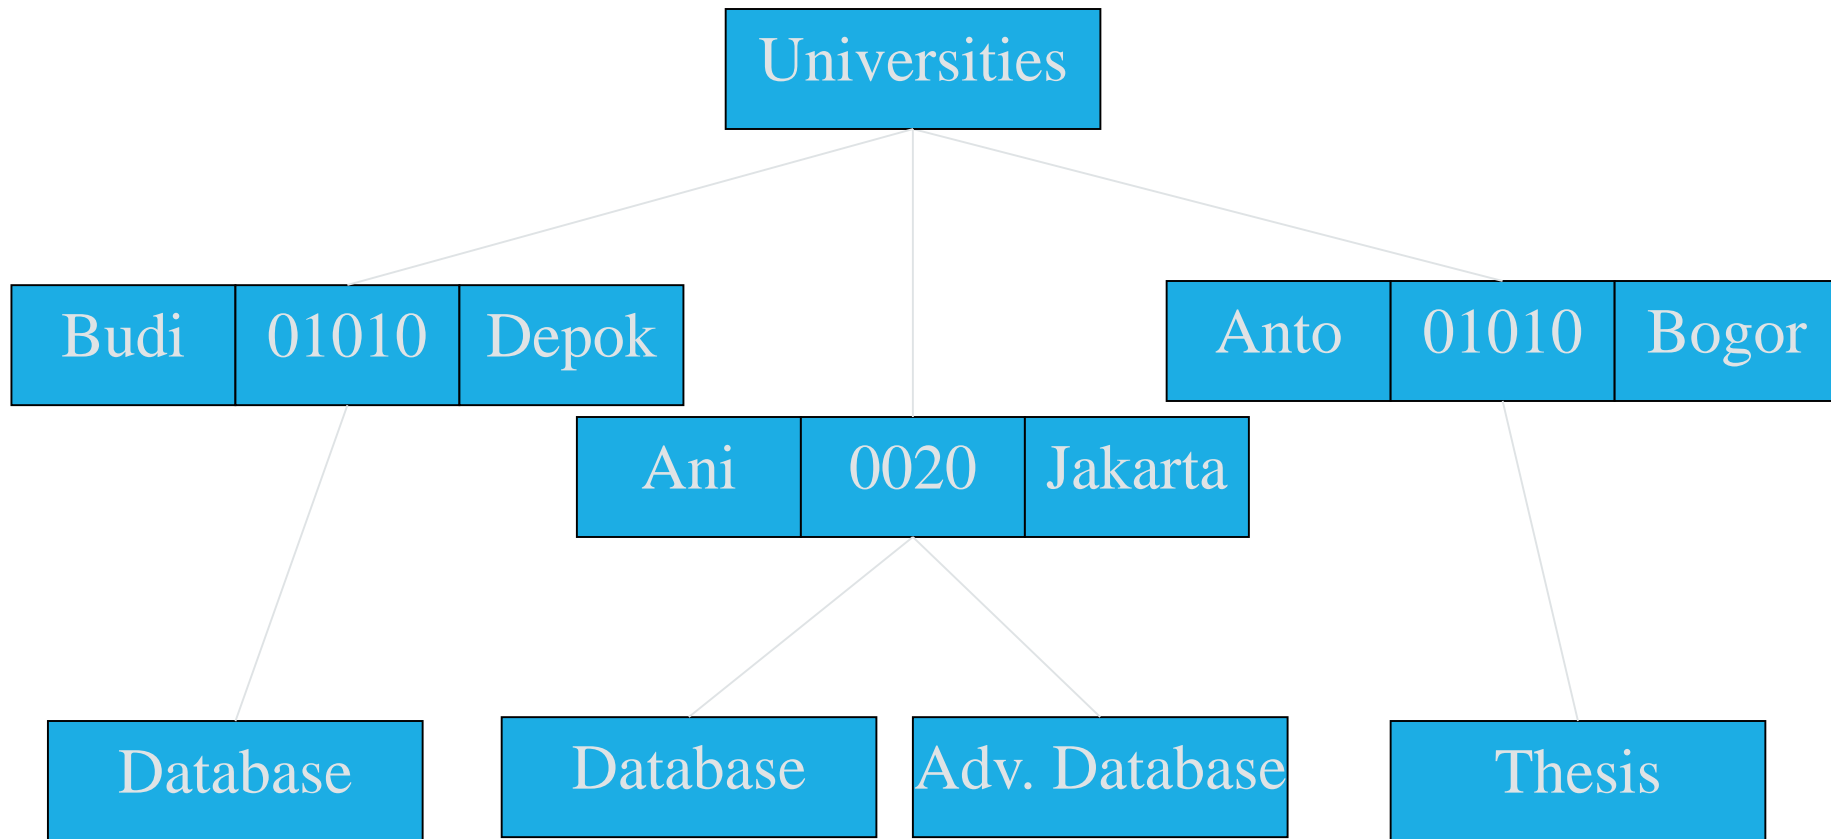 Universities
Budi 01010 Depok
Anto 01010 Bogor
Ani 0020 Jakarta
Database
Database
Adv. Database
Thesis